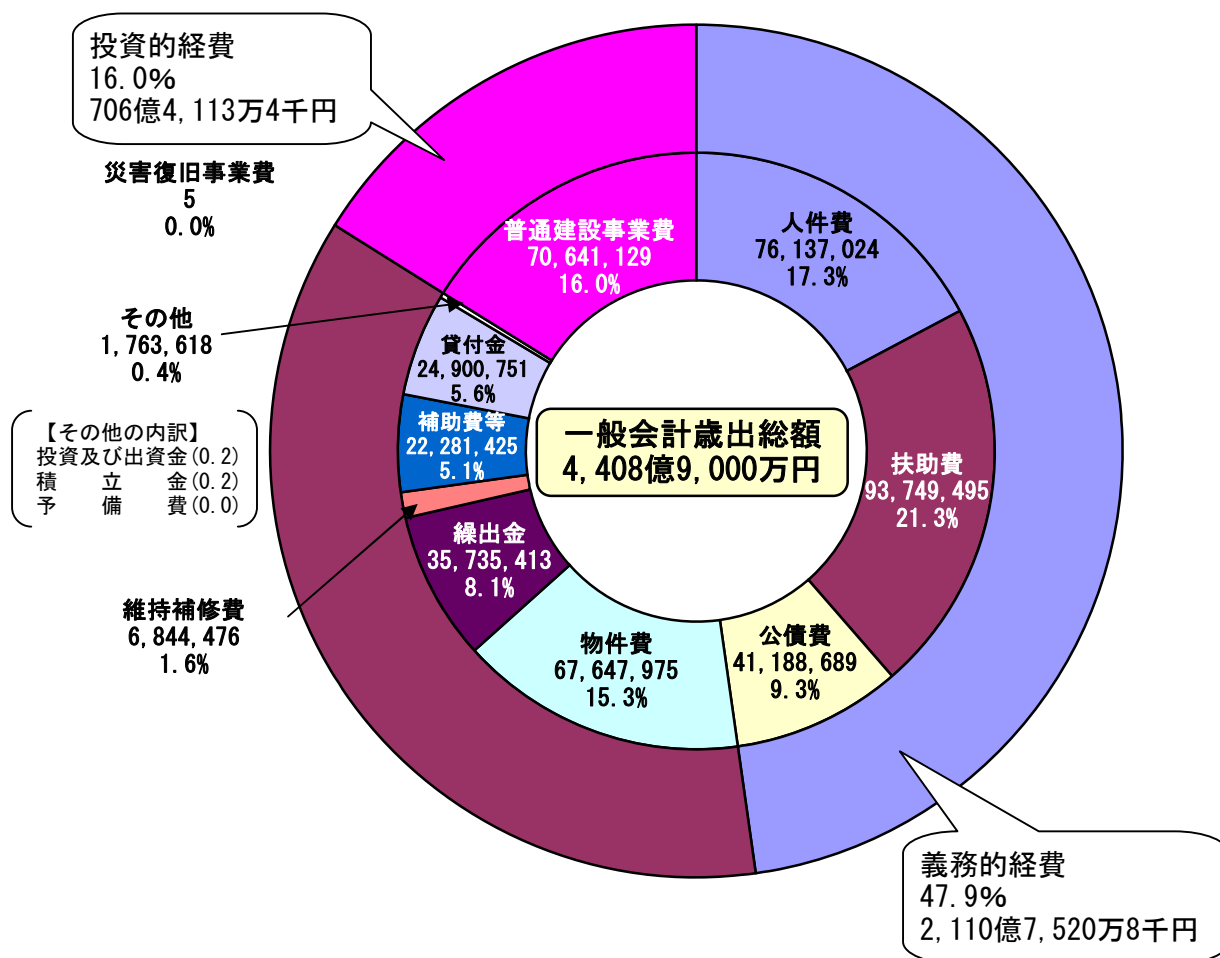 投資的経費
16.0%
706億4,113万4千円
災害復旧事業費
5
0.0%
普通建設事業費
70,641,129
16.0%
人件費
76,137,024
17.3%
その他
1,763,618
0.4%
貸付金
24,900,751
5.6%
【その他の内訳】
投資及び出資金(0.2)
積　立　金(0.2)
予　備　費(0.0)
補助費等
22,281,425
5.1%
一般会計歳出総額
4,408億9,000万円
扶助費
93,749,495
21.3%
繰出金
35,735,413
8.1%
維持補修費
6,844,476
1.6%
物件費
67,647,975
15.3%
公債費
41,188,689
9.3%
義務的経費
47.9%
2,110億7,520万8千円